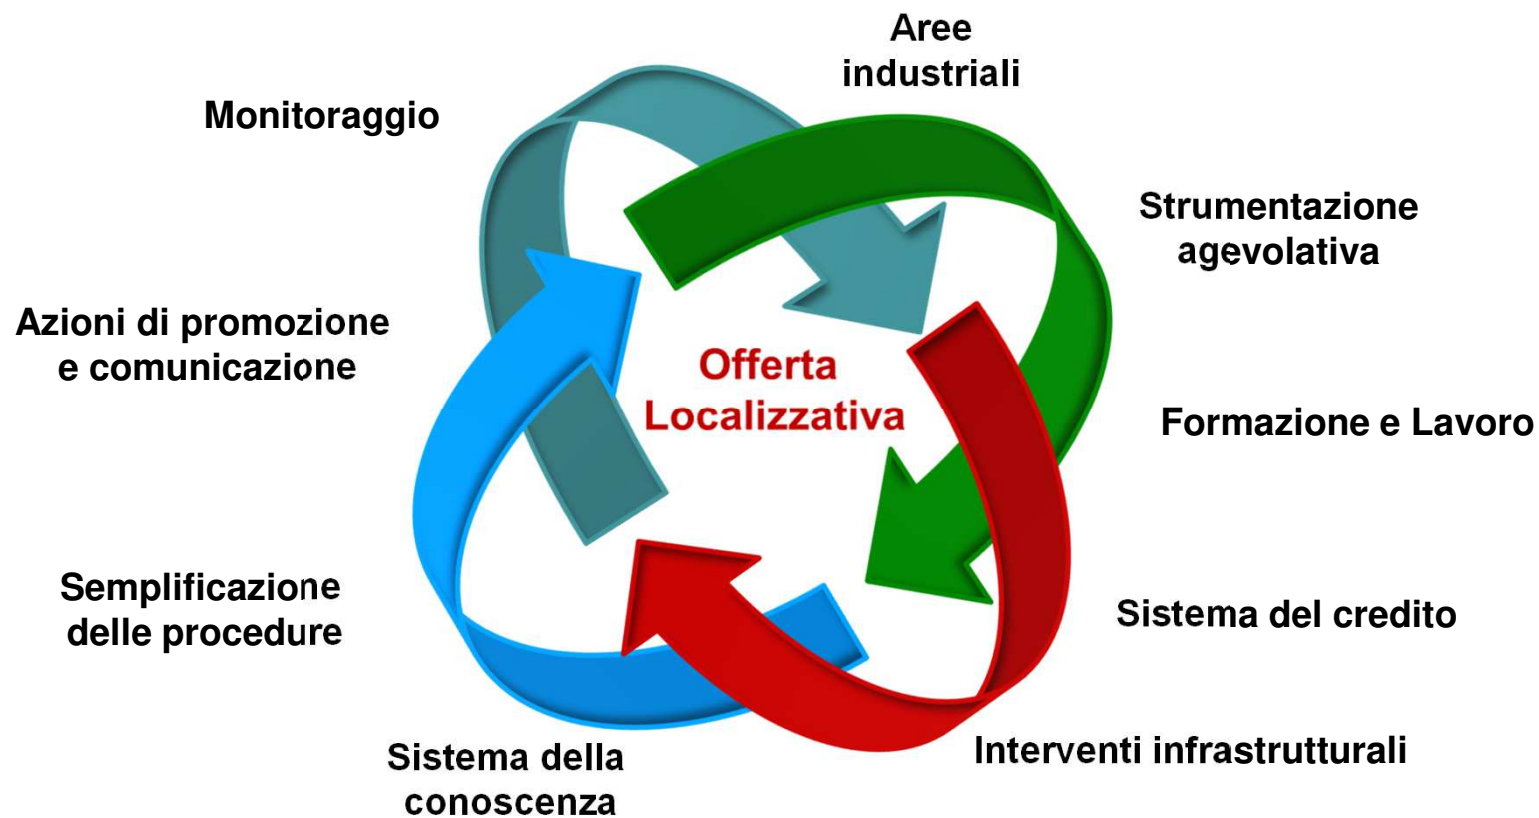 Aree
industriali
Monitoraggio
Strumentazione
agevolativa
Azioni di promozione
e comunicazione
Offerta
Localizzativa
Formazione e Lavoro
Semplificazione
delle procedure
Sistema del credito
Interventi infrastrutturali
Sistema della
conoscenza